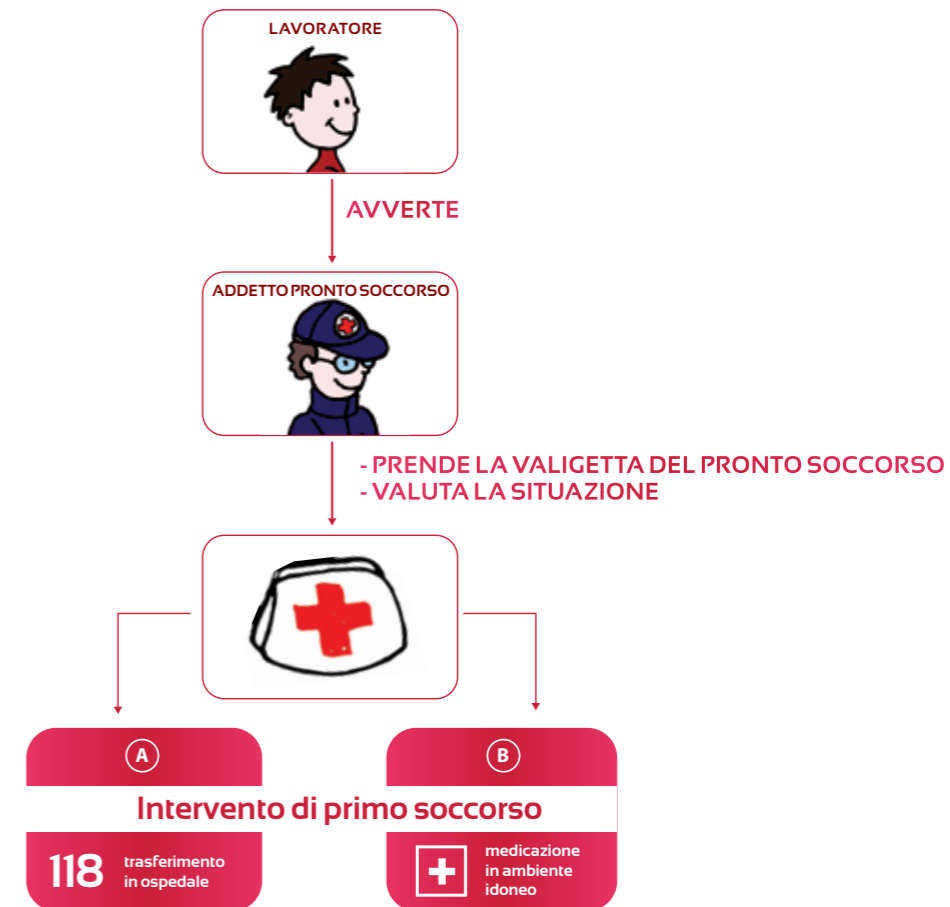 LAVORATORE
AVVERTE
ADDETTO PRONTO SOCCORSO
- PRENDE LA VALIGETTA DEL PRONTO SOCCORSO
- VALUTA LA SITUAZIONE
A
B
Intervento di primo soccorso
118
trasferimento
in ospedale
medicazione
in ambiente
idoneo